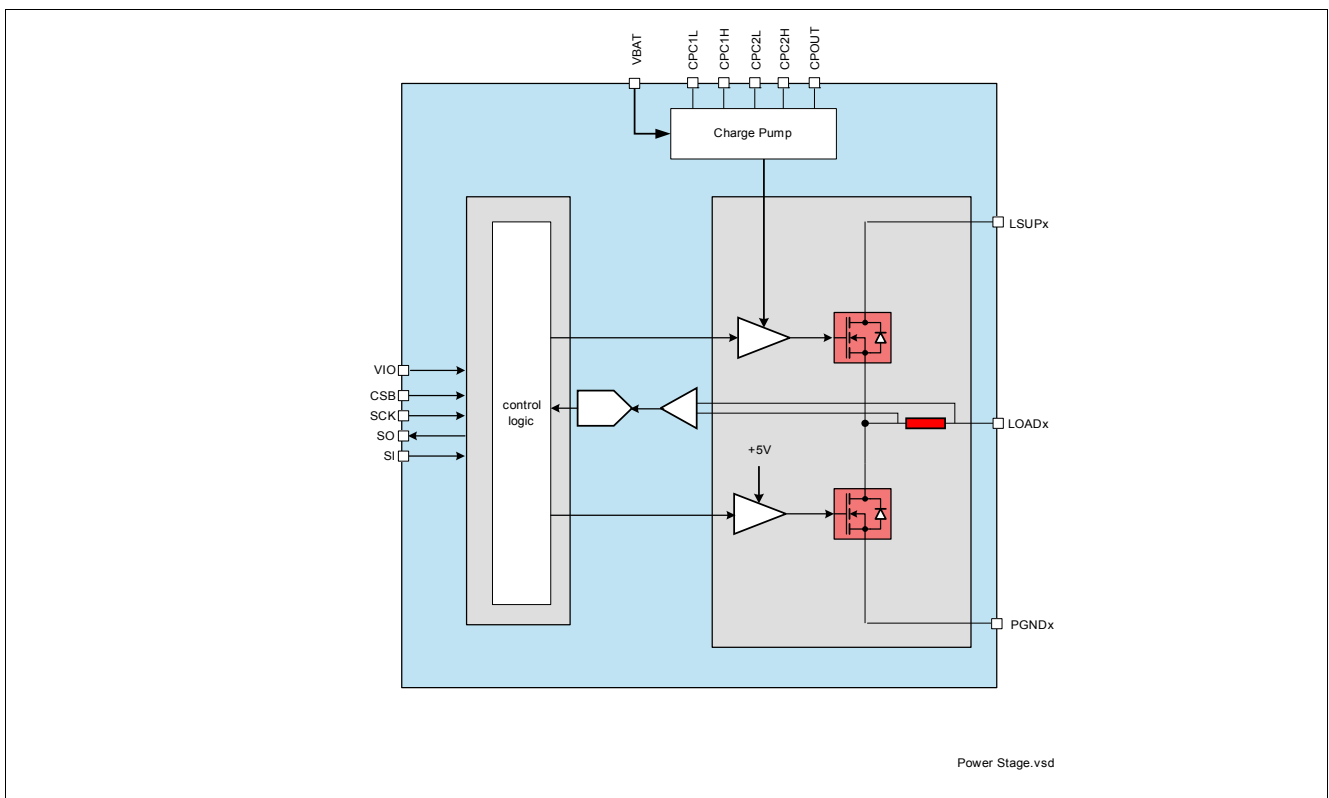 VBAT
CPC1L
CPC1H
CPC2L
CPC2H
CPOUT
Charge Pump
LSUPx
VIO
CSB
SCK
SO
SI
control
logic
LOADx
+5V
PGNDx
Power Stage.vsd